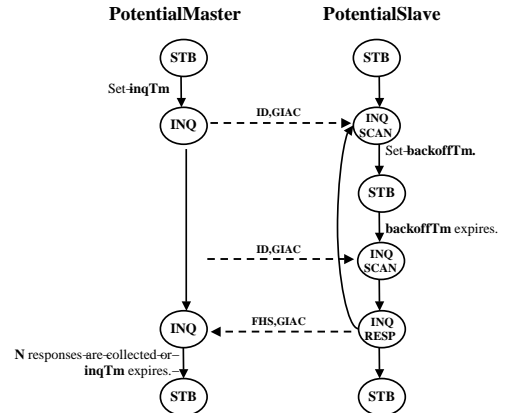 PotentialMaster PotentialSlave
STB STB
Set inqTm
INQ
ID,GIAC
INQ
SCAN
Set backoffTm.
STB
backoffTm expires.
ID,GIAC
INQ
SCAN
INQ
FHS,GIAC
INQ
RESP
N responses are collected or
inqTm expires.
STB STB